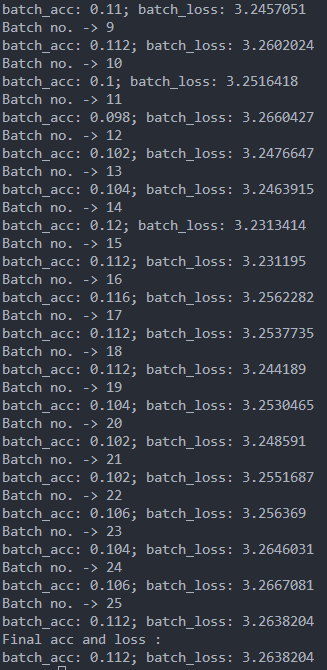 batch_acc: 0.11; batch_loss: 3.2457051
Batch no. -> 9
batch_acc: 0.112; batch_loss: 3.2602024
Batch no. -> 10
batch_acc: 0.1; batch_loss: 3.2516418
Batch no. -> 11
batch_acc: 0.098; batch_loss: 3.2660427
Batch no. -> 12
batch_acc: 0.102; batch_loss: 3.2476647
Batch no. -> 13
batch_acc: 0.104; batch_loss: 3.2463915
Batch no. -> 14
batch_acc: 0.12; batch_loss: 3.2313414
Batch no. -> 15
batch_acc: 0.112; batch_loss: 3.231195
Batch no. -> 16
batch_acc: 0.116; batch_loss: 3.2562282
Batch no. -> 17
batch_acc: 0.112; batch_loss: 3.2537735
Batch no. -> 18
batch_acc: 0.112; batch_loss: 3.244189
Batch no. -> 19
batch_acc: 0.104; batch_loss: 3.2530465
Batch no. -> 20
batch_acc: 0.102; batch_loss: 3.248591
Batch no. -> 21
batch_acc: 0.102; batch_loss: 3.2551687
Batch no. -> 22
batch_acc: 0.106; batch_loss: 3.256369
Batch no. -> 23
batch_acc: 0.104; batch_loss: 3.2646031
Batch no. -> 24
batch_acc: 0.106; batch_loss: 3.2667081
Batch no. -> 25
batch_acc: 0.112; batch_loss: 3.2638204
Final acc and loss :
batch_acc: 0.112; batch_loss: 3.2638204